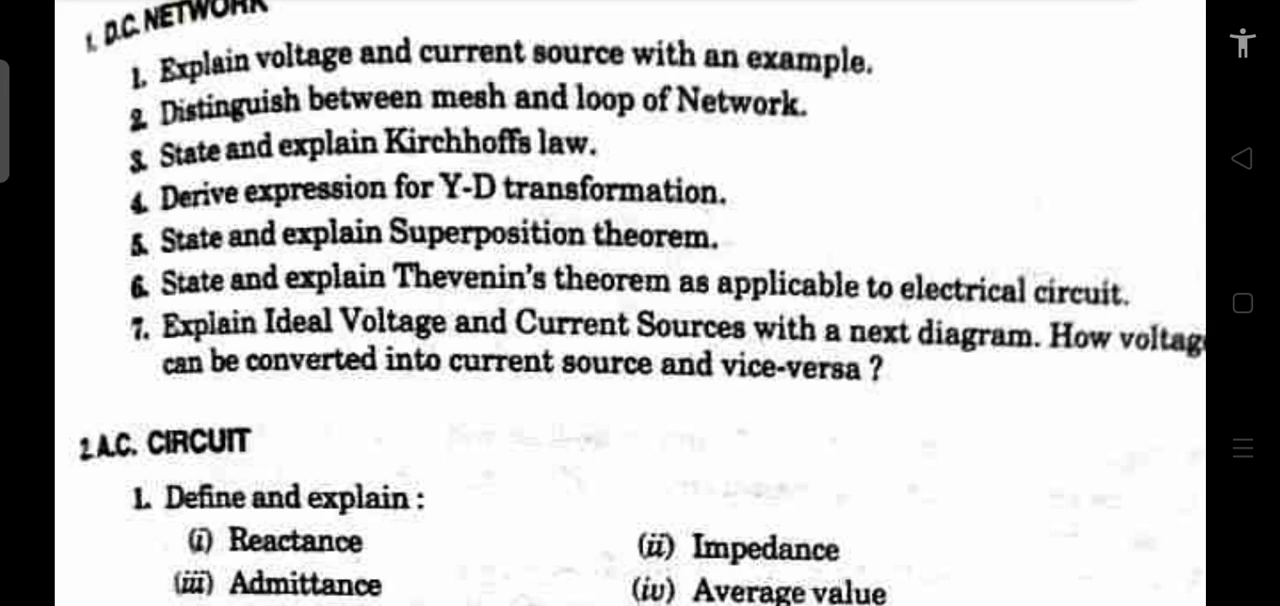 1. D.C. NETWORK
1. Explain voltage and current source with an example.
2. Distinguish between mesh and loop of Network.
3. State and explain Kirchhoffs law.
4. Derive expression for Y-D transformation.
5. State and explain Superposition theorem.
6. State and explain Thevenin's theorem as applicable to electrical circuit.
7. Explain Ideal Voltage and Current Sources with a next diagram. How voltage
can be converted into current source and vice-versa ?
2. A.C. CIRCUIT
1. Define and explain :
(i) Reactance (ii) Impedance
(iii) Admittance (iv) Average value